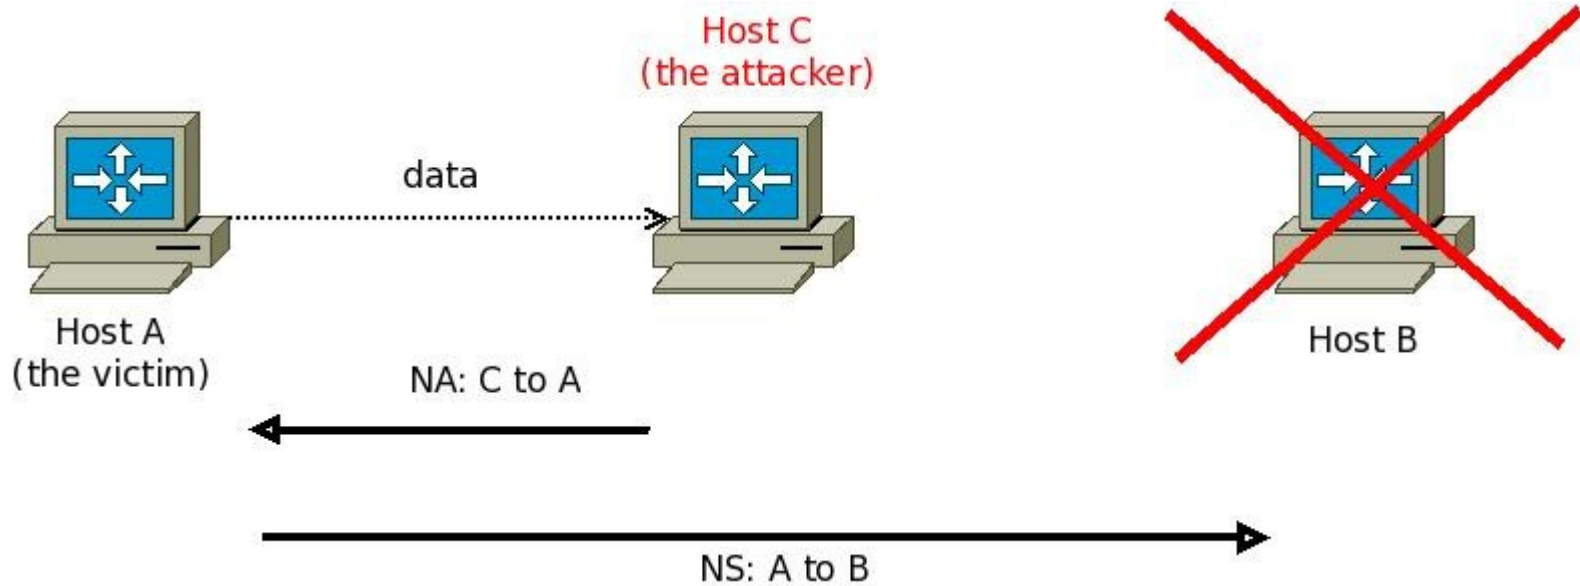 Host C
(the attacker)
data
Host A
(the victim)
Host B
NA: C to A
NS: A to B